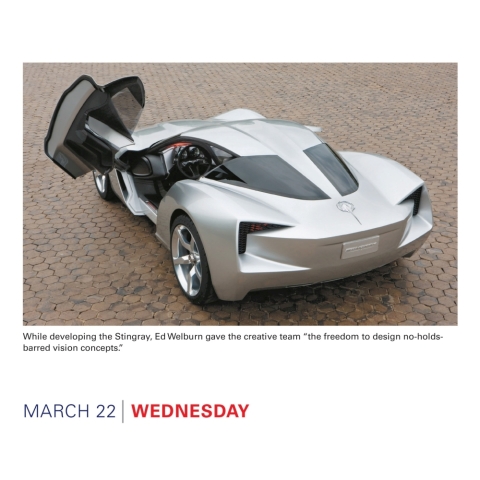 While developing the Stingray, Ed Welburn gave the creative team “the freedom to design no-holds-
barred vision concepts.”
MARCH 22 | WEDNESDAY